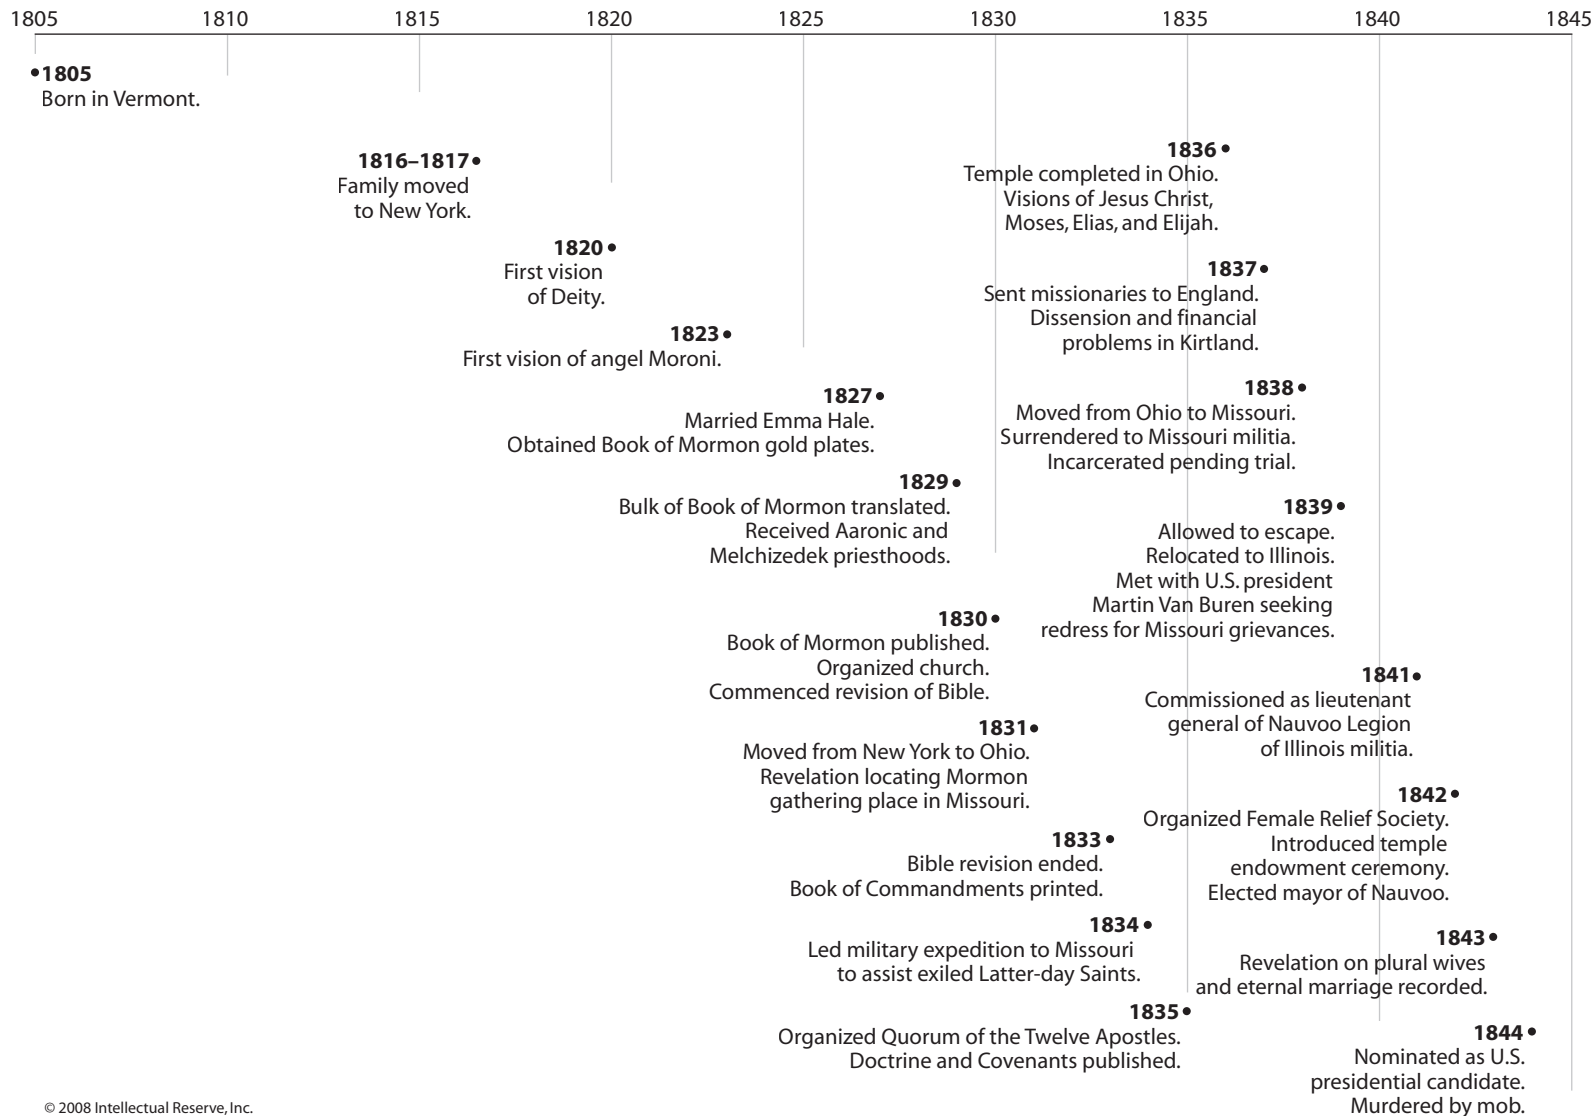 1805 1810 1815 1820 1825 1830 1835 1840 1845
1805
Born in Vermont.
1816–1817
Family moved
to New York.
1820
First vision
of Deity.
1823
First vision of angel Moroni.
1827
Married Emma Hale.
Obtained Book of Mormon gold plates.
1829
Bulk of Book of Mormon translated.
Received Aaronic and
Melchizedek priesthoods.
1830
Book of Mormon published.
Organized church.
Commenced revision of Bible.
1831
Moved from New York to Ohio.
Revelation locating Mormon
gathering place in Missouri.
1833
Bible revision ended.
Book of Commandments printed.
1834
Led military expedition to Missouri
to assist exiled Latter-day Saints.
1835
Organized Quorum of the Twelve Apostles.
Doctrine and Covenants published.
1836
Temple completed in Ohio.
Visions of Jesus Christ,
Moses, Elias, and Elijah.
1837
Sent missionaries to England.
Dissension and financial
problems in Kirtland.
1838
Moved from Ohio to Missouri.
Surrendered to Missouri militia.
Incarcerated pending trial.
1839
Allowed to escape.
Relocated to Illinois.
Met with U.S. president
Martin Van Buren seeking
redress for Missouri grievances.
1841
Commissioned as lieutenant
general of Nauvoo Legion
of Illinois militia.
1842
Organized Female Relief Society.
Introduced temple
endowment ceremony.
Elected mayor of Nauvoo.
1843
Revelation on plural wives
and eternal marriage recorded.
1844
Nominated as U.S.
presidential candidate.
Murdered by mob.
© 2008 Intellectual Reserve, Inc.